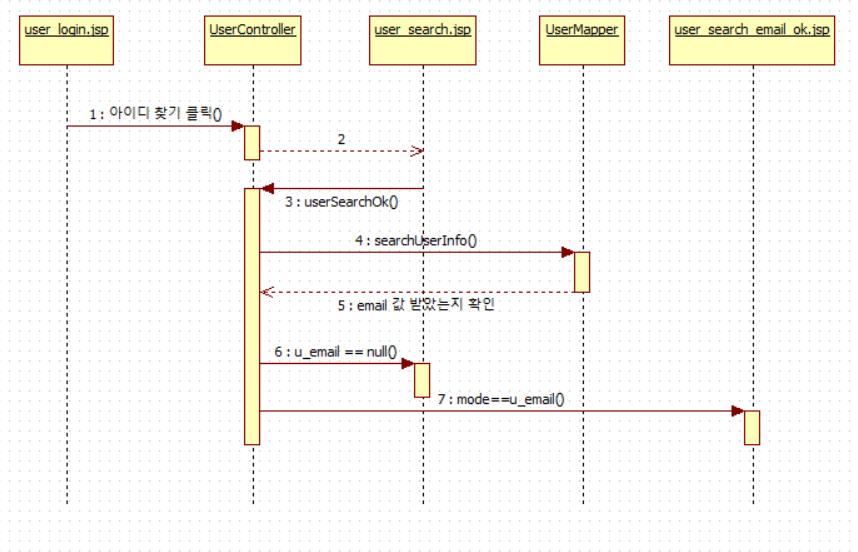 user_login.jsp
UserController
user_search.jsp
UserMapper
user_search_email_ok.jsp
1 : 아이디 찾기 클릭()
2
3 : userSearchOk()
4 : searchUserInfo()
5 : email 값 받았는지 확인
6 : u_email == null()
7 : mode==u_email()